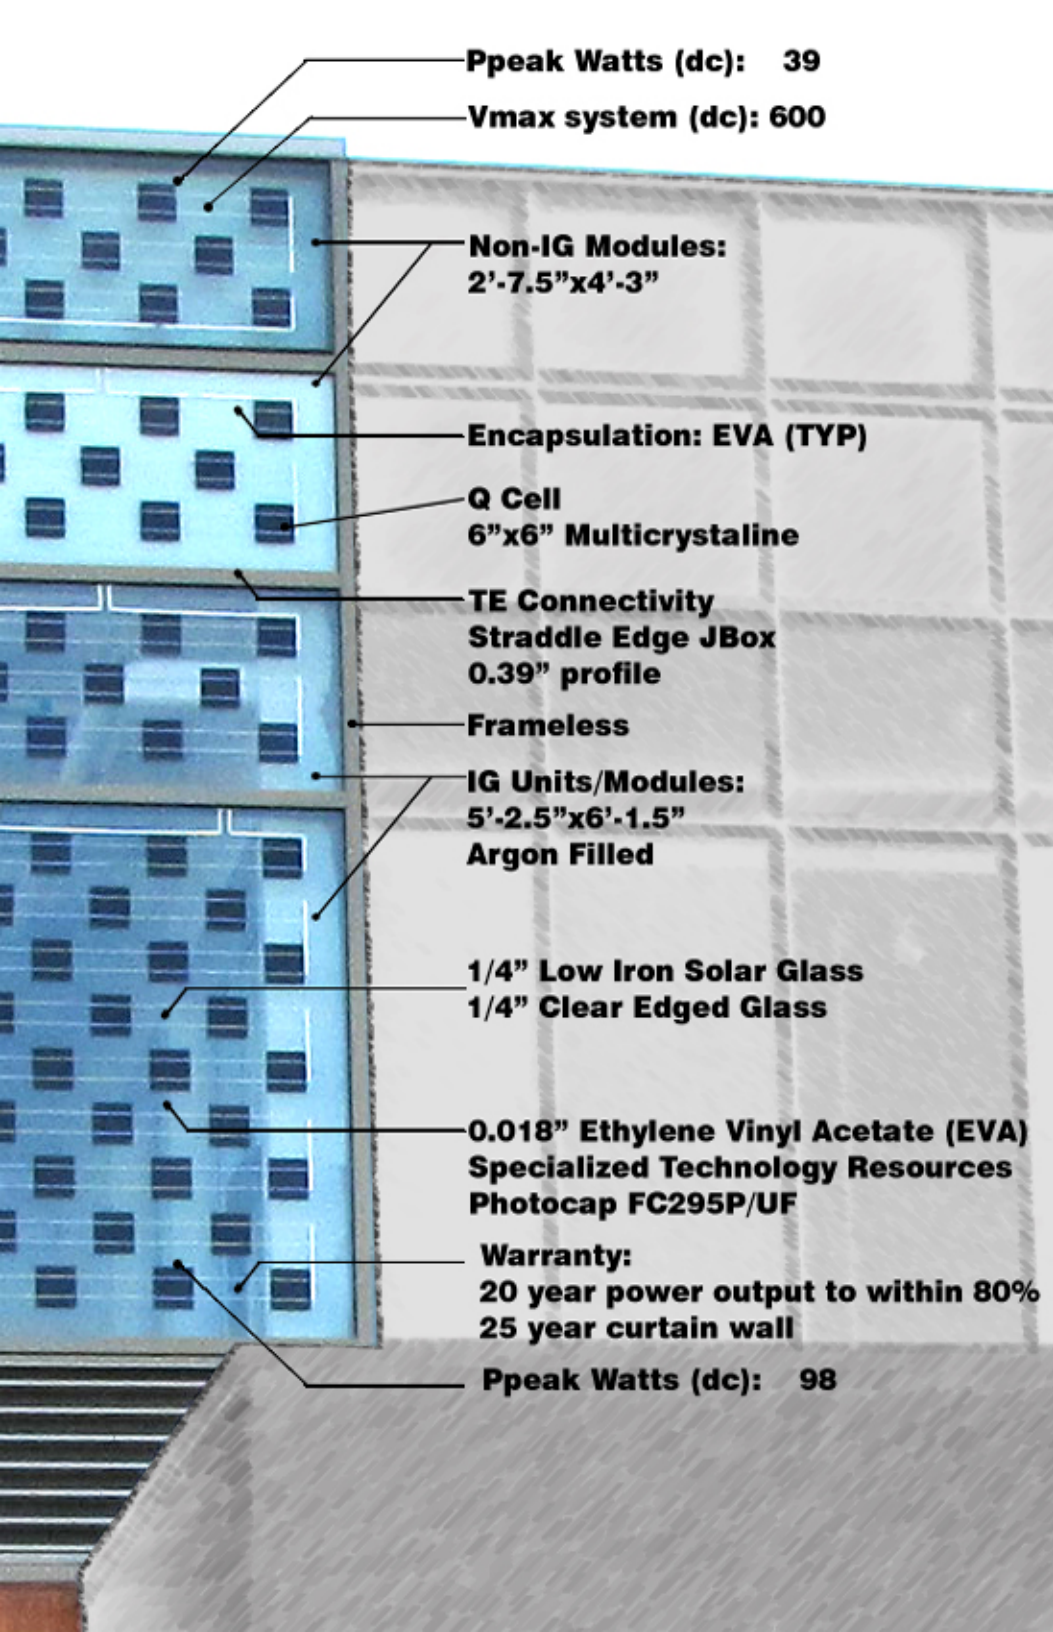 Ppeak Watts (dc): 39
Vmax system (dc): 600
Non-IG Modules:
2’-7.5”x4’-3”
Encapsulation: EVA (TYP)
Q Cell
6”x6” Multicrystaline
TE Connectivity
Straddle Edge JBox
0.39” profile
Frameless
IG Units/Modules:
5’-2.5”x6’-1.5”
Argon Filled
1/4” Low Iron Solar Glass
1/4” Clear Edged Glass
0.018” Ethylene Vinyl Acetate (EVA)
Specialized Technology Resources
Photocap FC295P/UF
Warranty:
20 year power output to within 80%
25 year curtain wall
Ppeak Watts (dc): 98